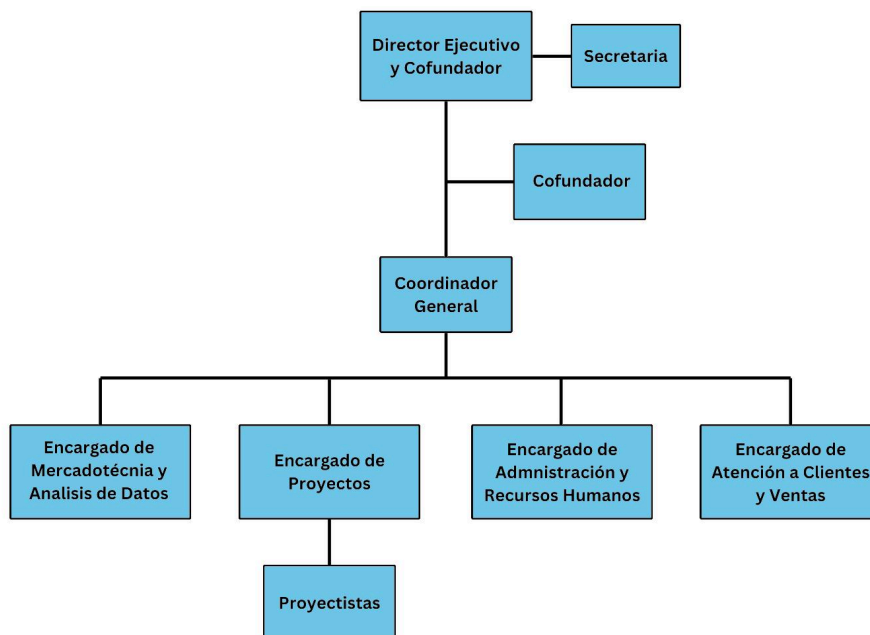 Director Ejecutivo
y Cofundador
Secretaria
Cofundador
Coordinador
General
Encargado de
Mercadotécnia y
Analisis de Datos
Encargado de
Proyectos
Encargado de
Admnistración y
Recursos Humanos
Encargado de
Atención a Clientes
y Ventas
Proyectistas